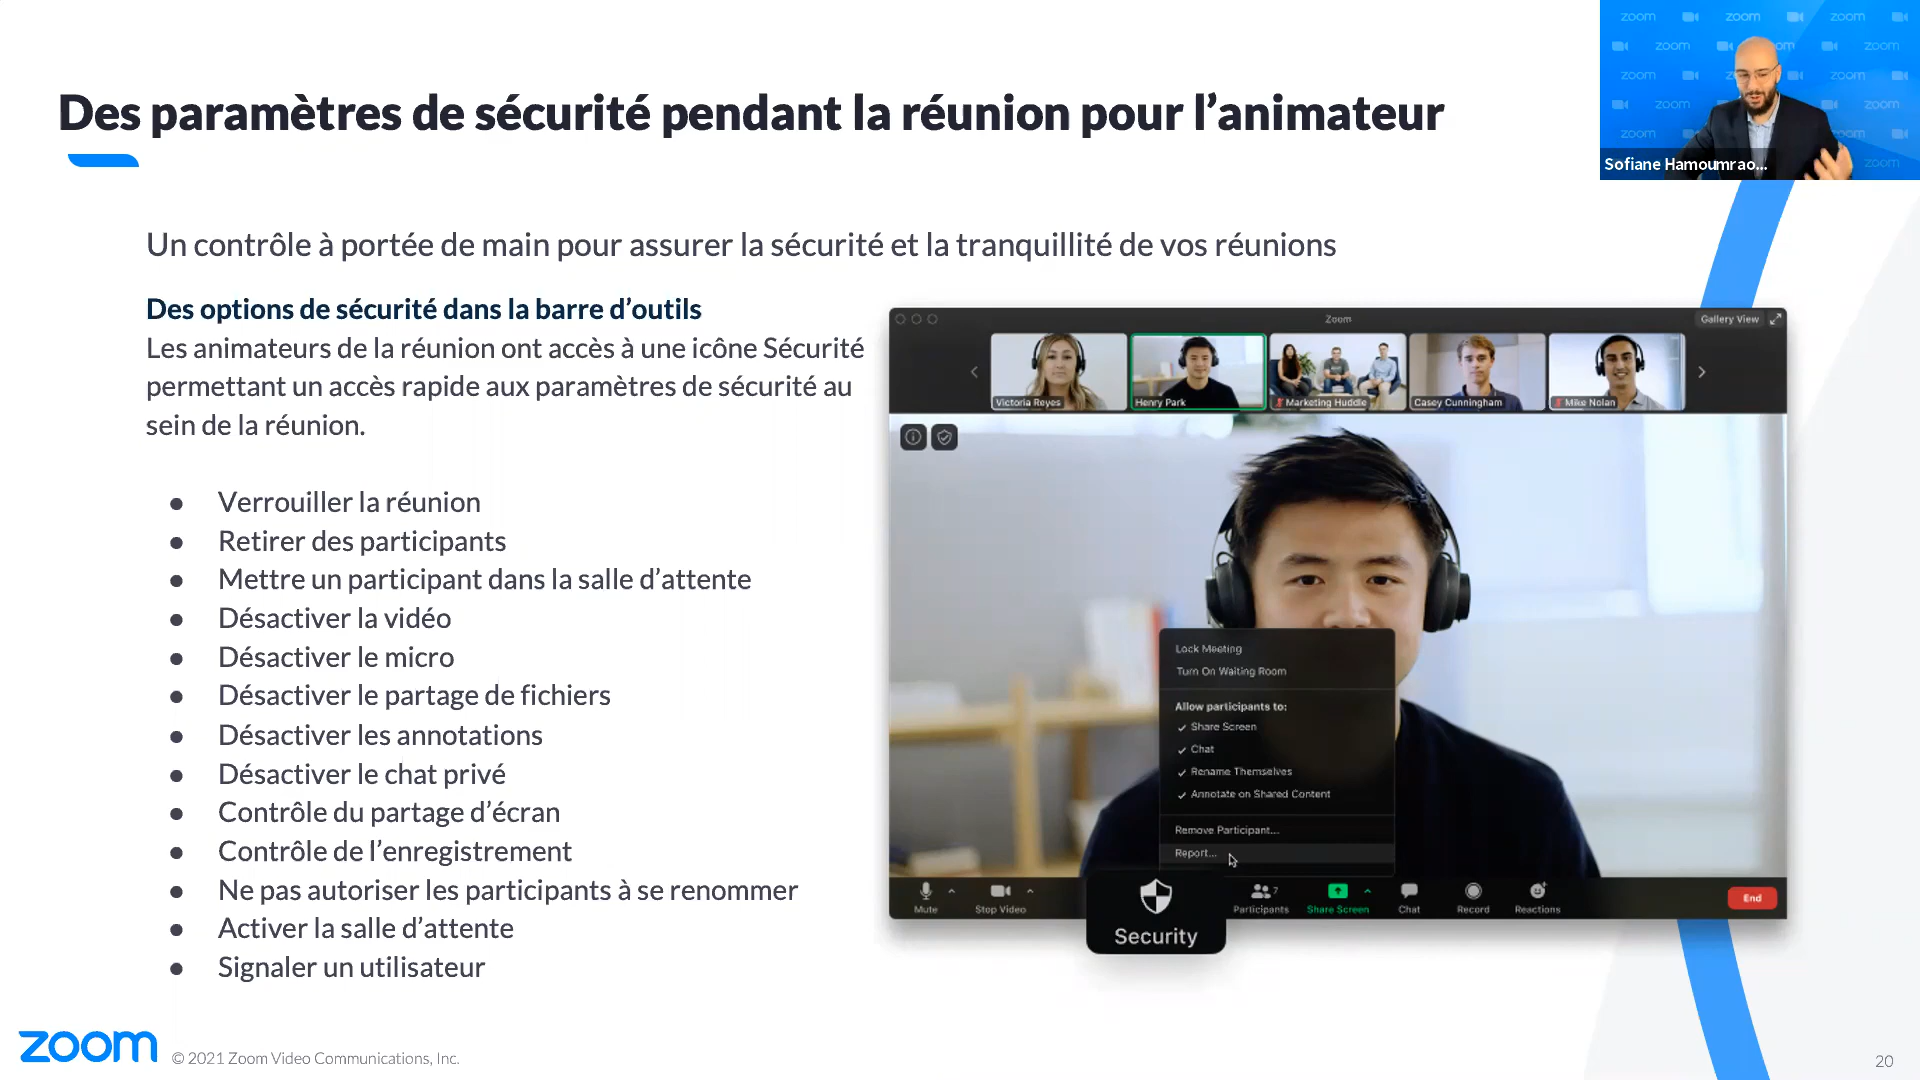 Des paramètres de sécurité pendant la réunion pour l’animateur
Sofiane Hamoumrao...
Un contrôle à portée de main pour assurer la sécurité et la tranquillité de vos réunions
Des options de sécurité dans la barre d’outils
Les animateurs de la réunion ont accès à une icône Sécurité
permettant un accès rapide aux paramètres de sécurité au
sein de la réunion.
● Verrouiller la réunion
● Retirer des participants
● Mettre un participant dans la salle d’attente
● Désactiver la vidéo
● Désactiver le micro
● Désactiver le partage de fichiers
● Désactiver les annotations
● Désactiver le chat privé
● Contrôle du partage d’écran
● Contrôle de l’enregistrement
● Ne pas autoriser les participants à se renommer
● Activer la salle d’attente
● Signaler un utilisateur
Zoom
Gallery View
Victoria Reyes
Henry Park
Marketing Huddle
Casey Cunningham
Mike Nolan
Lock Meeting
Turn On Waiting Room
Allow participants to:
✓ Share Screen
✓ Chat
✓ Rename Themselves
✓ Annotate on Shared Content
Remove Participant...
Report...
Mute
Stop Video
Security
Participants 7
Share Screen
Chat
Record
Reactions
End
zoom
© 2021 Zoom Video Communications, Inc.
20